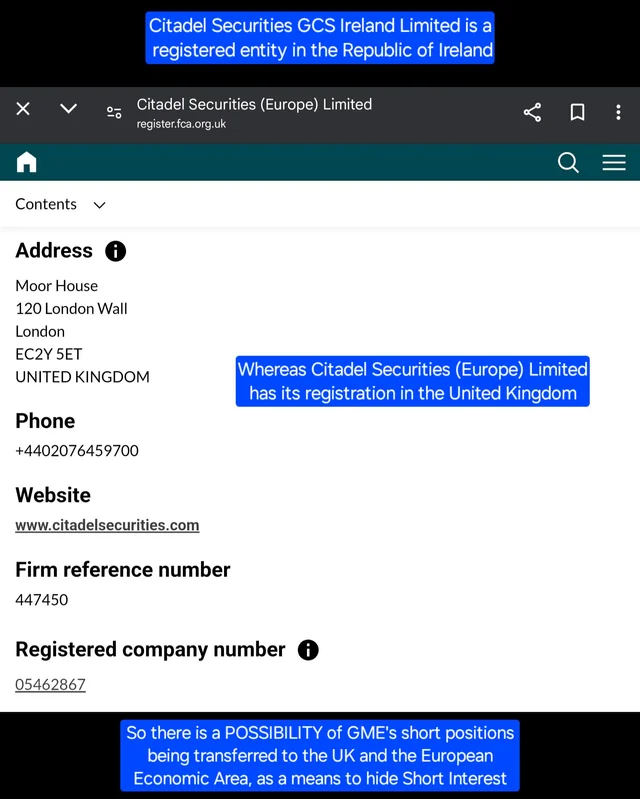 Citadel Securities GCS Ireland Limited is a
registered entity in the Republic of Ireland
Citadel Securities (Europe) Limited
register.fca.org.uk
Contents
Address
Moor House
120 London Wall
London
EC2Y 5ET
UNITED KINGDOM
Whereas Citadel Securities (Europe) Limited
has its registration in the United Kingdom
Phone
+4402076459700
Website
www.citadelsecurities.com
Firm reference number
447450
Registered company number
05462867
So there is a POSSIBILITY of GME's short positions
being transferred to the UK and the European
Economic Area, as a means to hide Short Interest